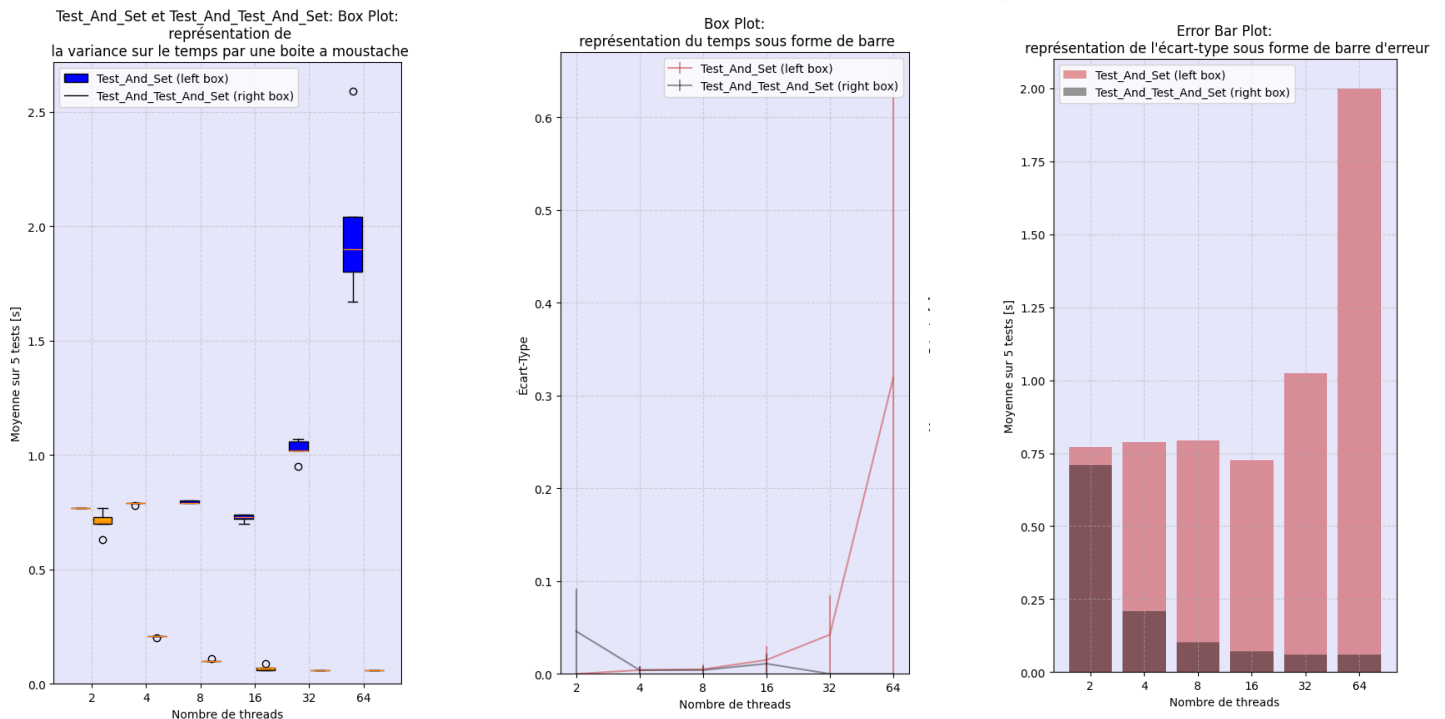 Test_And_Set et Test_And_Test_And_Set: Box Plot:
représentation de
la variance sur le temps par une boite a moustache
Test_And_Set (left box)
Test_And_Test_And_Set (right box)
Moyenne sur 5 tests [s]
2.5
2.0
1.5
1.0
0.5
0.0
2 4 8 16 32 64
Nombre de threads
Box Plot:
représentation du temps sous forme de barre
Test_And_Set (left box)
Test_And_Test_And_Set (right box)
Écart-Type
0.6
0.5
0.4
0.3
0.2
0.1
0.0
2 4 8 16 32 64
Nombre de threads
Error Bar Plot:
représentation de l'écart-type sous forme de barre d'erreur
Test_And_Set (left box)
Test_And_Test_And_Set (right box)
Moyenne sur 5 tests [s]
2.00
1.75
1.50
1.25
1.00
0.75
0.50
0.25
0.00
2 4 8 16 32 64
Nombre de threads